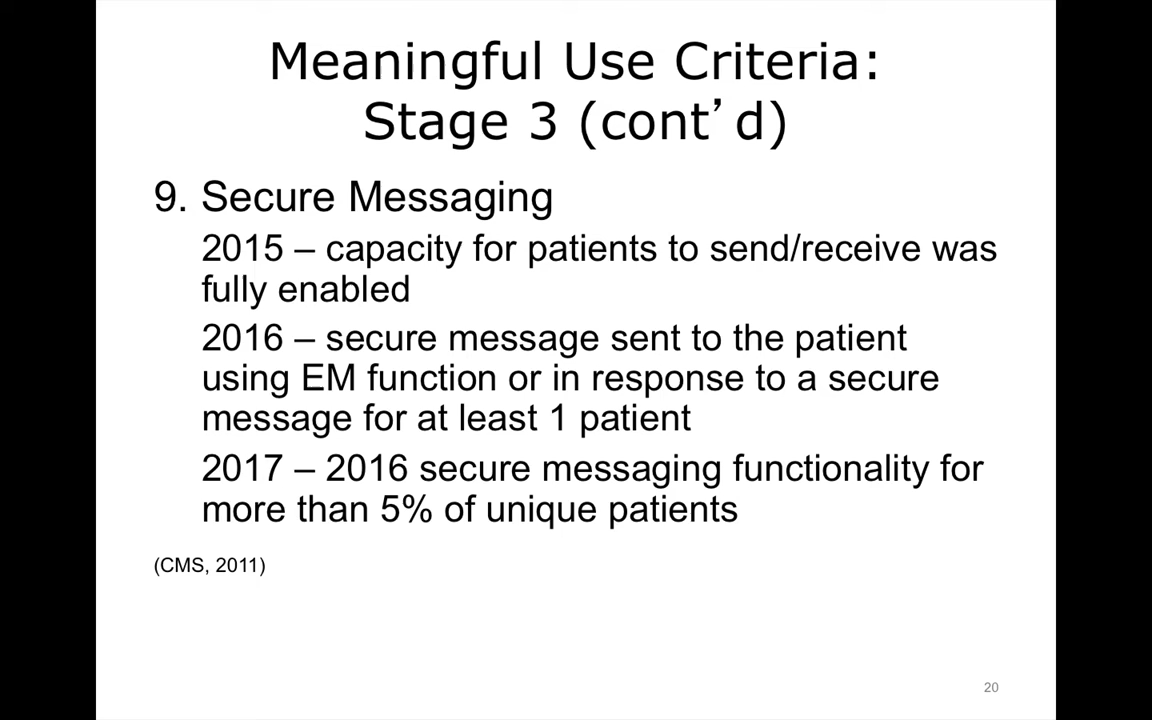 Meaningful Use Criteria:
Stage 3 (cont’d)
9. Secure Messaging
2015 – capacity for patients to send/receive was
fully enabled
2016 – secure message sent to the patient
using EM function or in response to a secure
message for at least 1 patient
2017 – 2016 secure messaging functionality for
more than 5% of unique patients
(CMS, 2011)
20